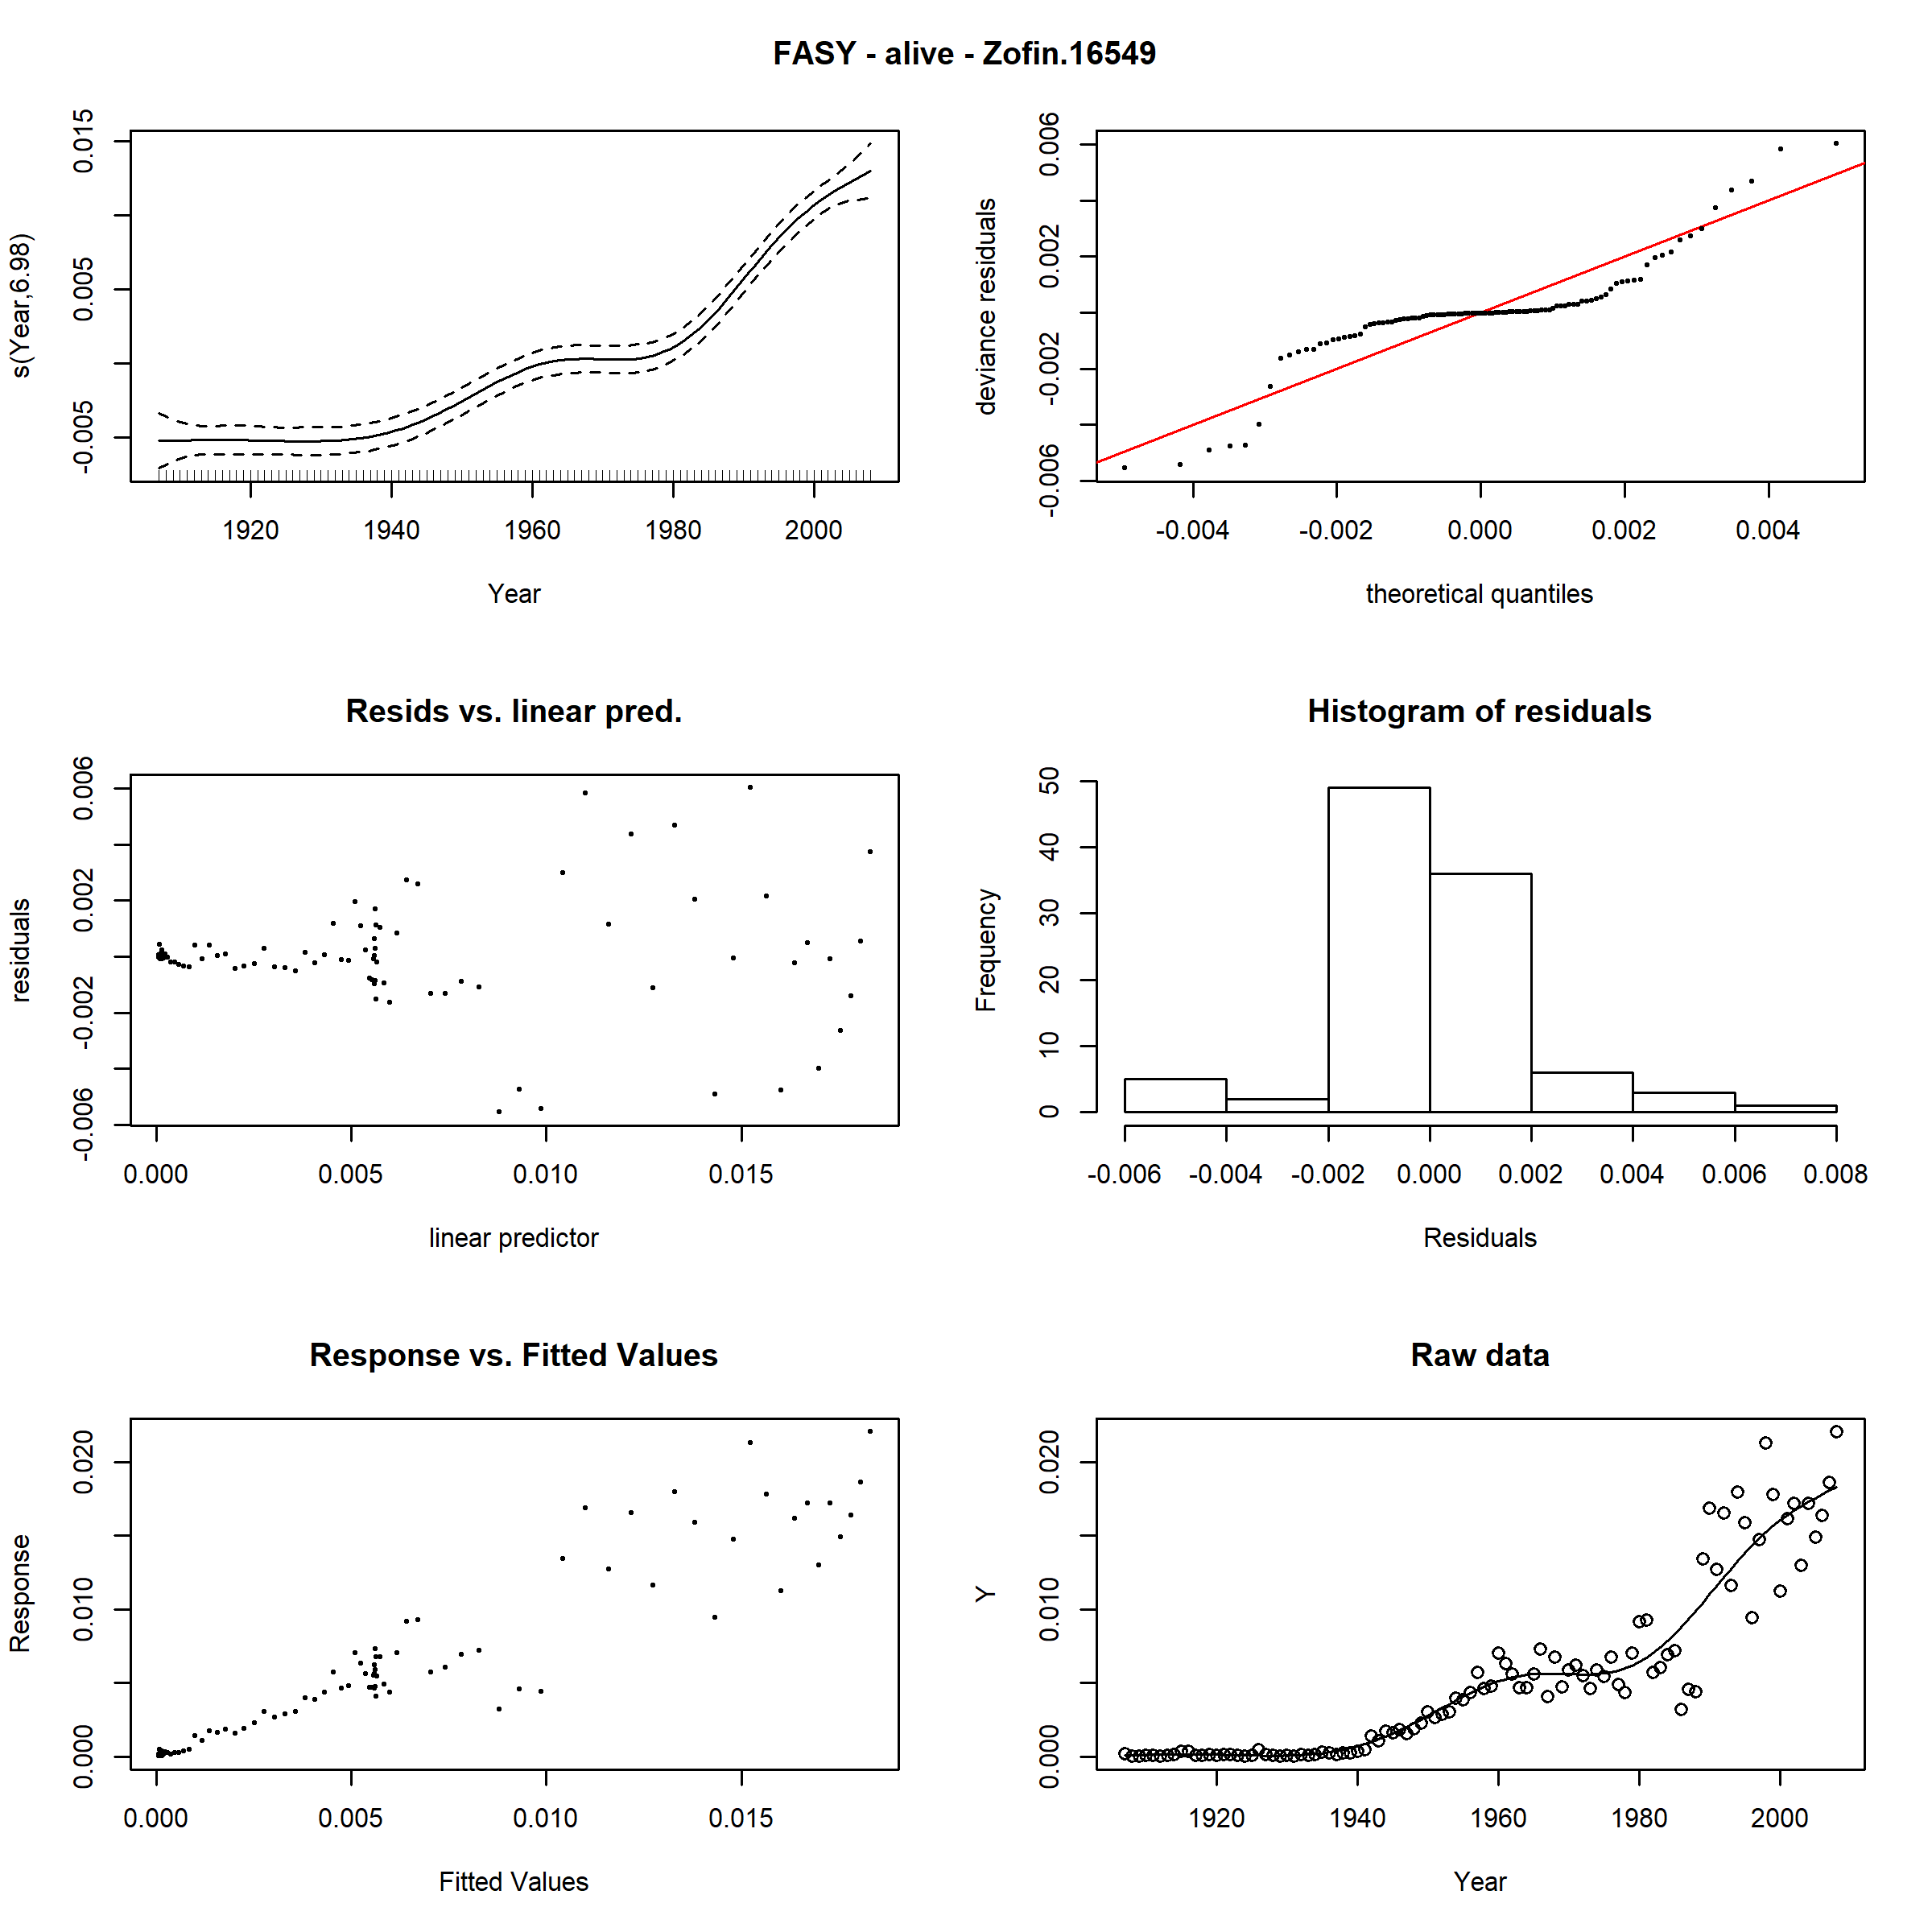 FASY - alive - Zofin.16549
s(Year,6.98)
-0.005 0.005 0.015
1920 1940 1960 1980 2000
Year
deviance residuals
-0.006 -0.002 0.002 0.006
-0.004 -0.002 0.000 0.002 0.004
theoretical quantiles
Resids vs. linear pred.
residuals
-0.006 -0.002 0.002 0.006
0.000 0.005 0.010 0.015
linear predictor
Histogram of residuals
Frequency
0 10 20 30 40 50
-0.006 -0.004 -0.002 0.000 0.002 0.004 0.006 0.008
Residuals
Response vs. Fitted Values
Response
0.000 0.010 0.020
0.000 0.005 0.010 0.015
Fitted Values
Raw data
Y
0.000 0.010 0.020
1920 1940 1960 1980 2000
Year